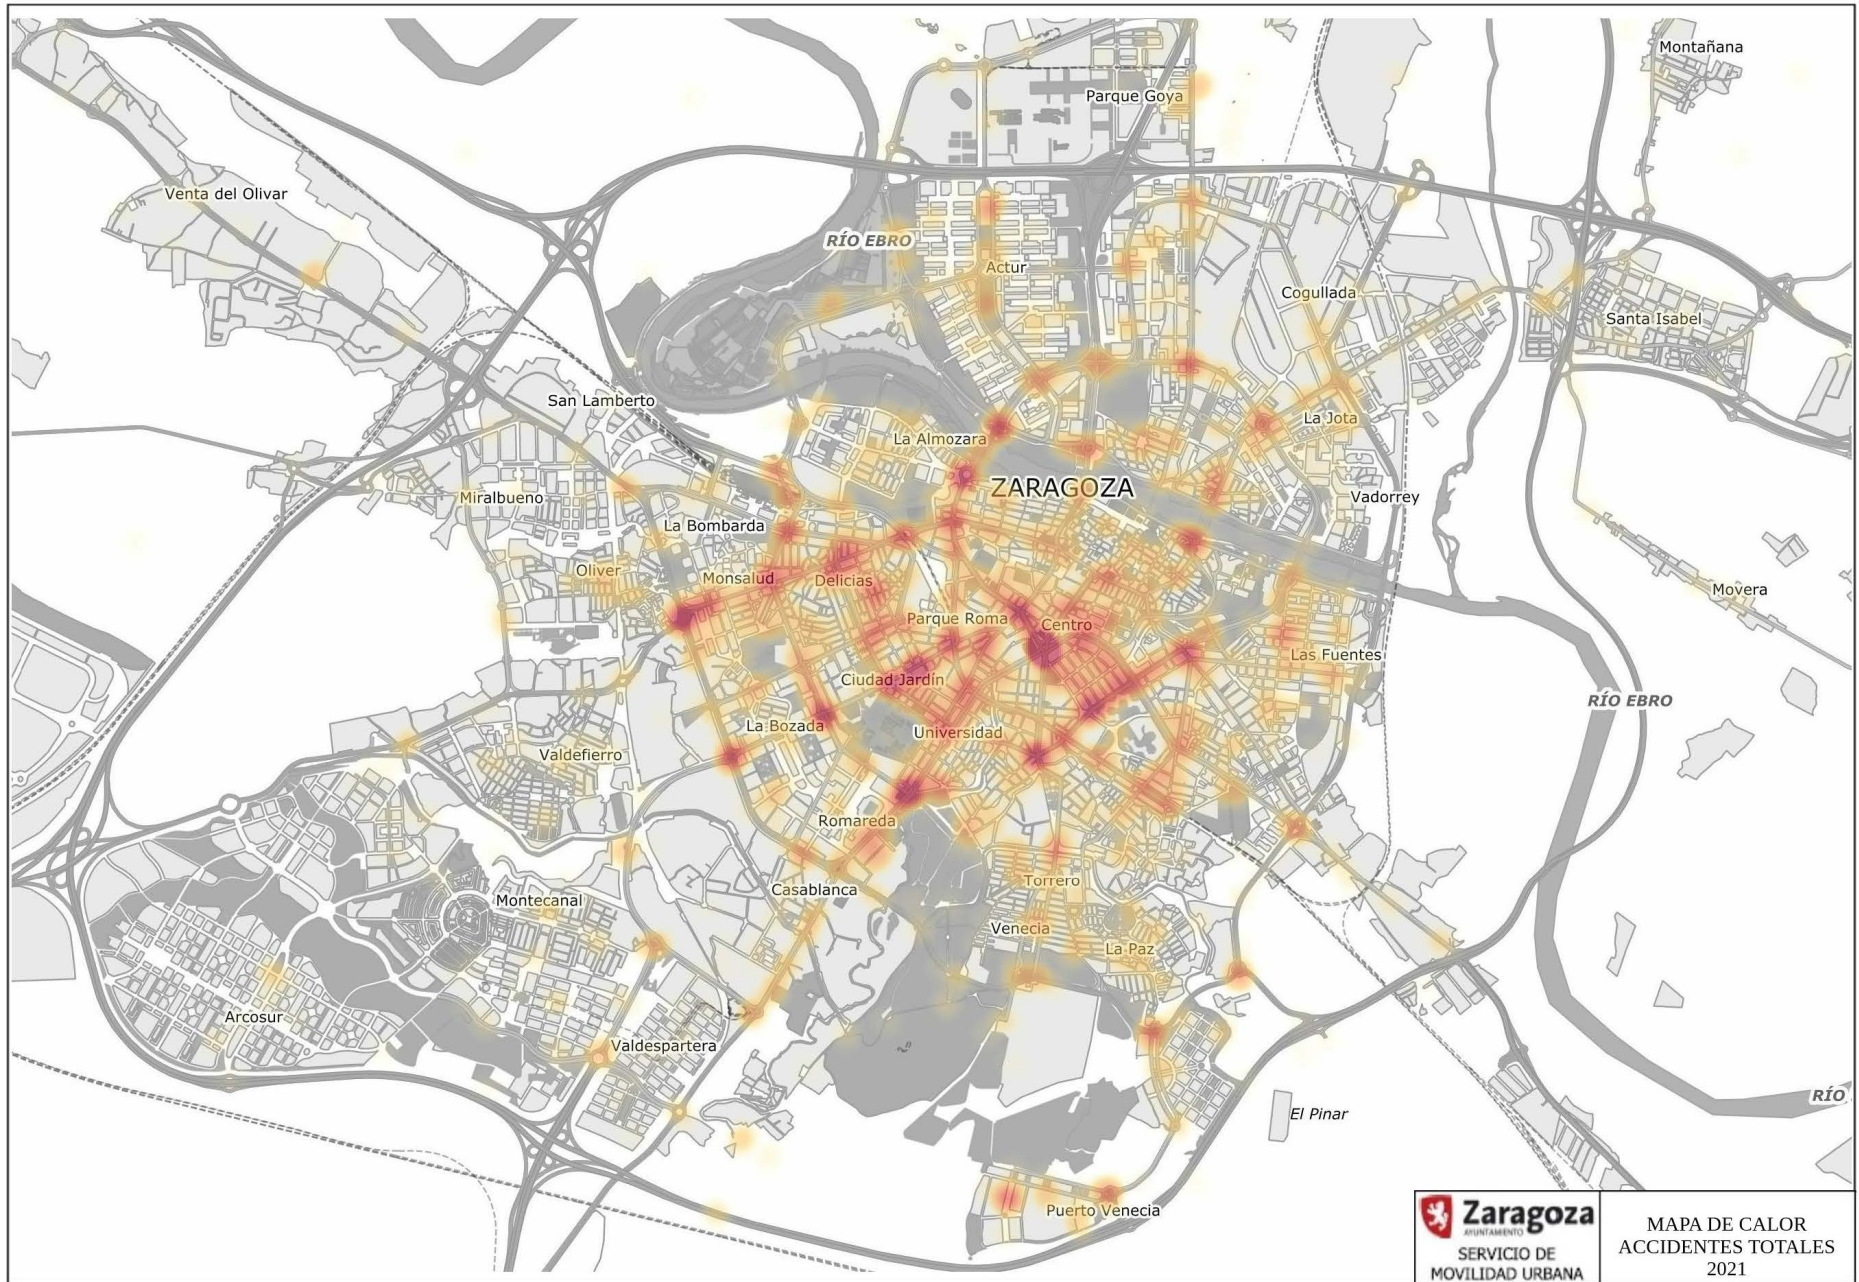 Montañana
Parque Goya
Venta del Olivar
RÍO EBRO
Actur
Cogullada
Santa Isabel
San Lamberto
La Jota
La Almozara
ZARAGOZA
Miralbueno
Vadorrey
La Bombarda
Oliver
Monsalud
Delicias
Movera
Parque Roma
Centro
Las Fuentes
Ciudad Jardín
RÍO EBRO
La Bozada
Universidad
Valdefierro
Romareda
Torrero
Casablanca
Montecanal
Venecia
La Paz
Arcosur
Valdespartera
RÍO
El Pinar
Puerto Venecia
Zaragoza
AYUNTAMIENTO
SERVICIO DE
MOVILIDAD URBANA
MAPA DE CALOR
ACCIDENTES TOTALES
2021